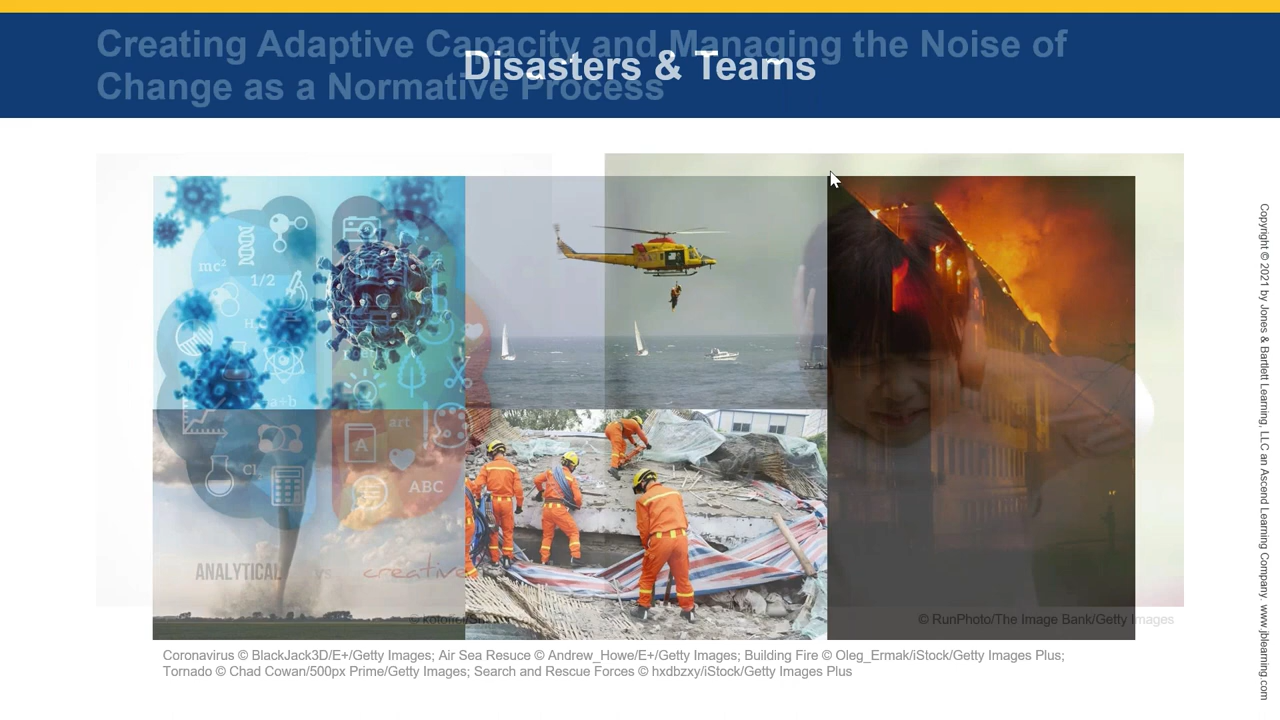 Creating Adaptive Capacity and Managing the Noise of
Change as a Normative Process
Disasters & Teams
mc²
1/2
a÷b
Cl
art
A
ABC
ANALYTICAL vs creative
© RunPhoto/The Image Bank/Getty Images
Coronavirus © BlackJack3D/E+/Getty Images; Air Sea Resuce © Andrew_Howe/E+/Getty Images; Building Fire © Oleg_Ermak/iStock/Getty Images Plus;
Tornado © Chad Cowan/500px Prime/Getty Images; Search and Rescue Forces © hxdbzxy/iStock/Getty Images Plus
Copyright © 2021 by Jones & Bartlett Learning, LLC an Ascend Learning Company. www.jblearning.com